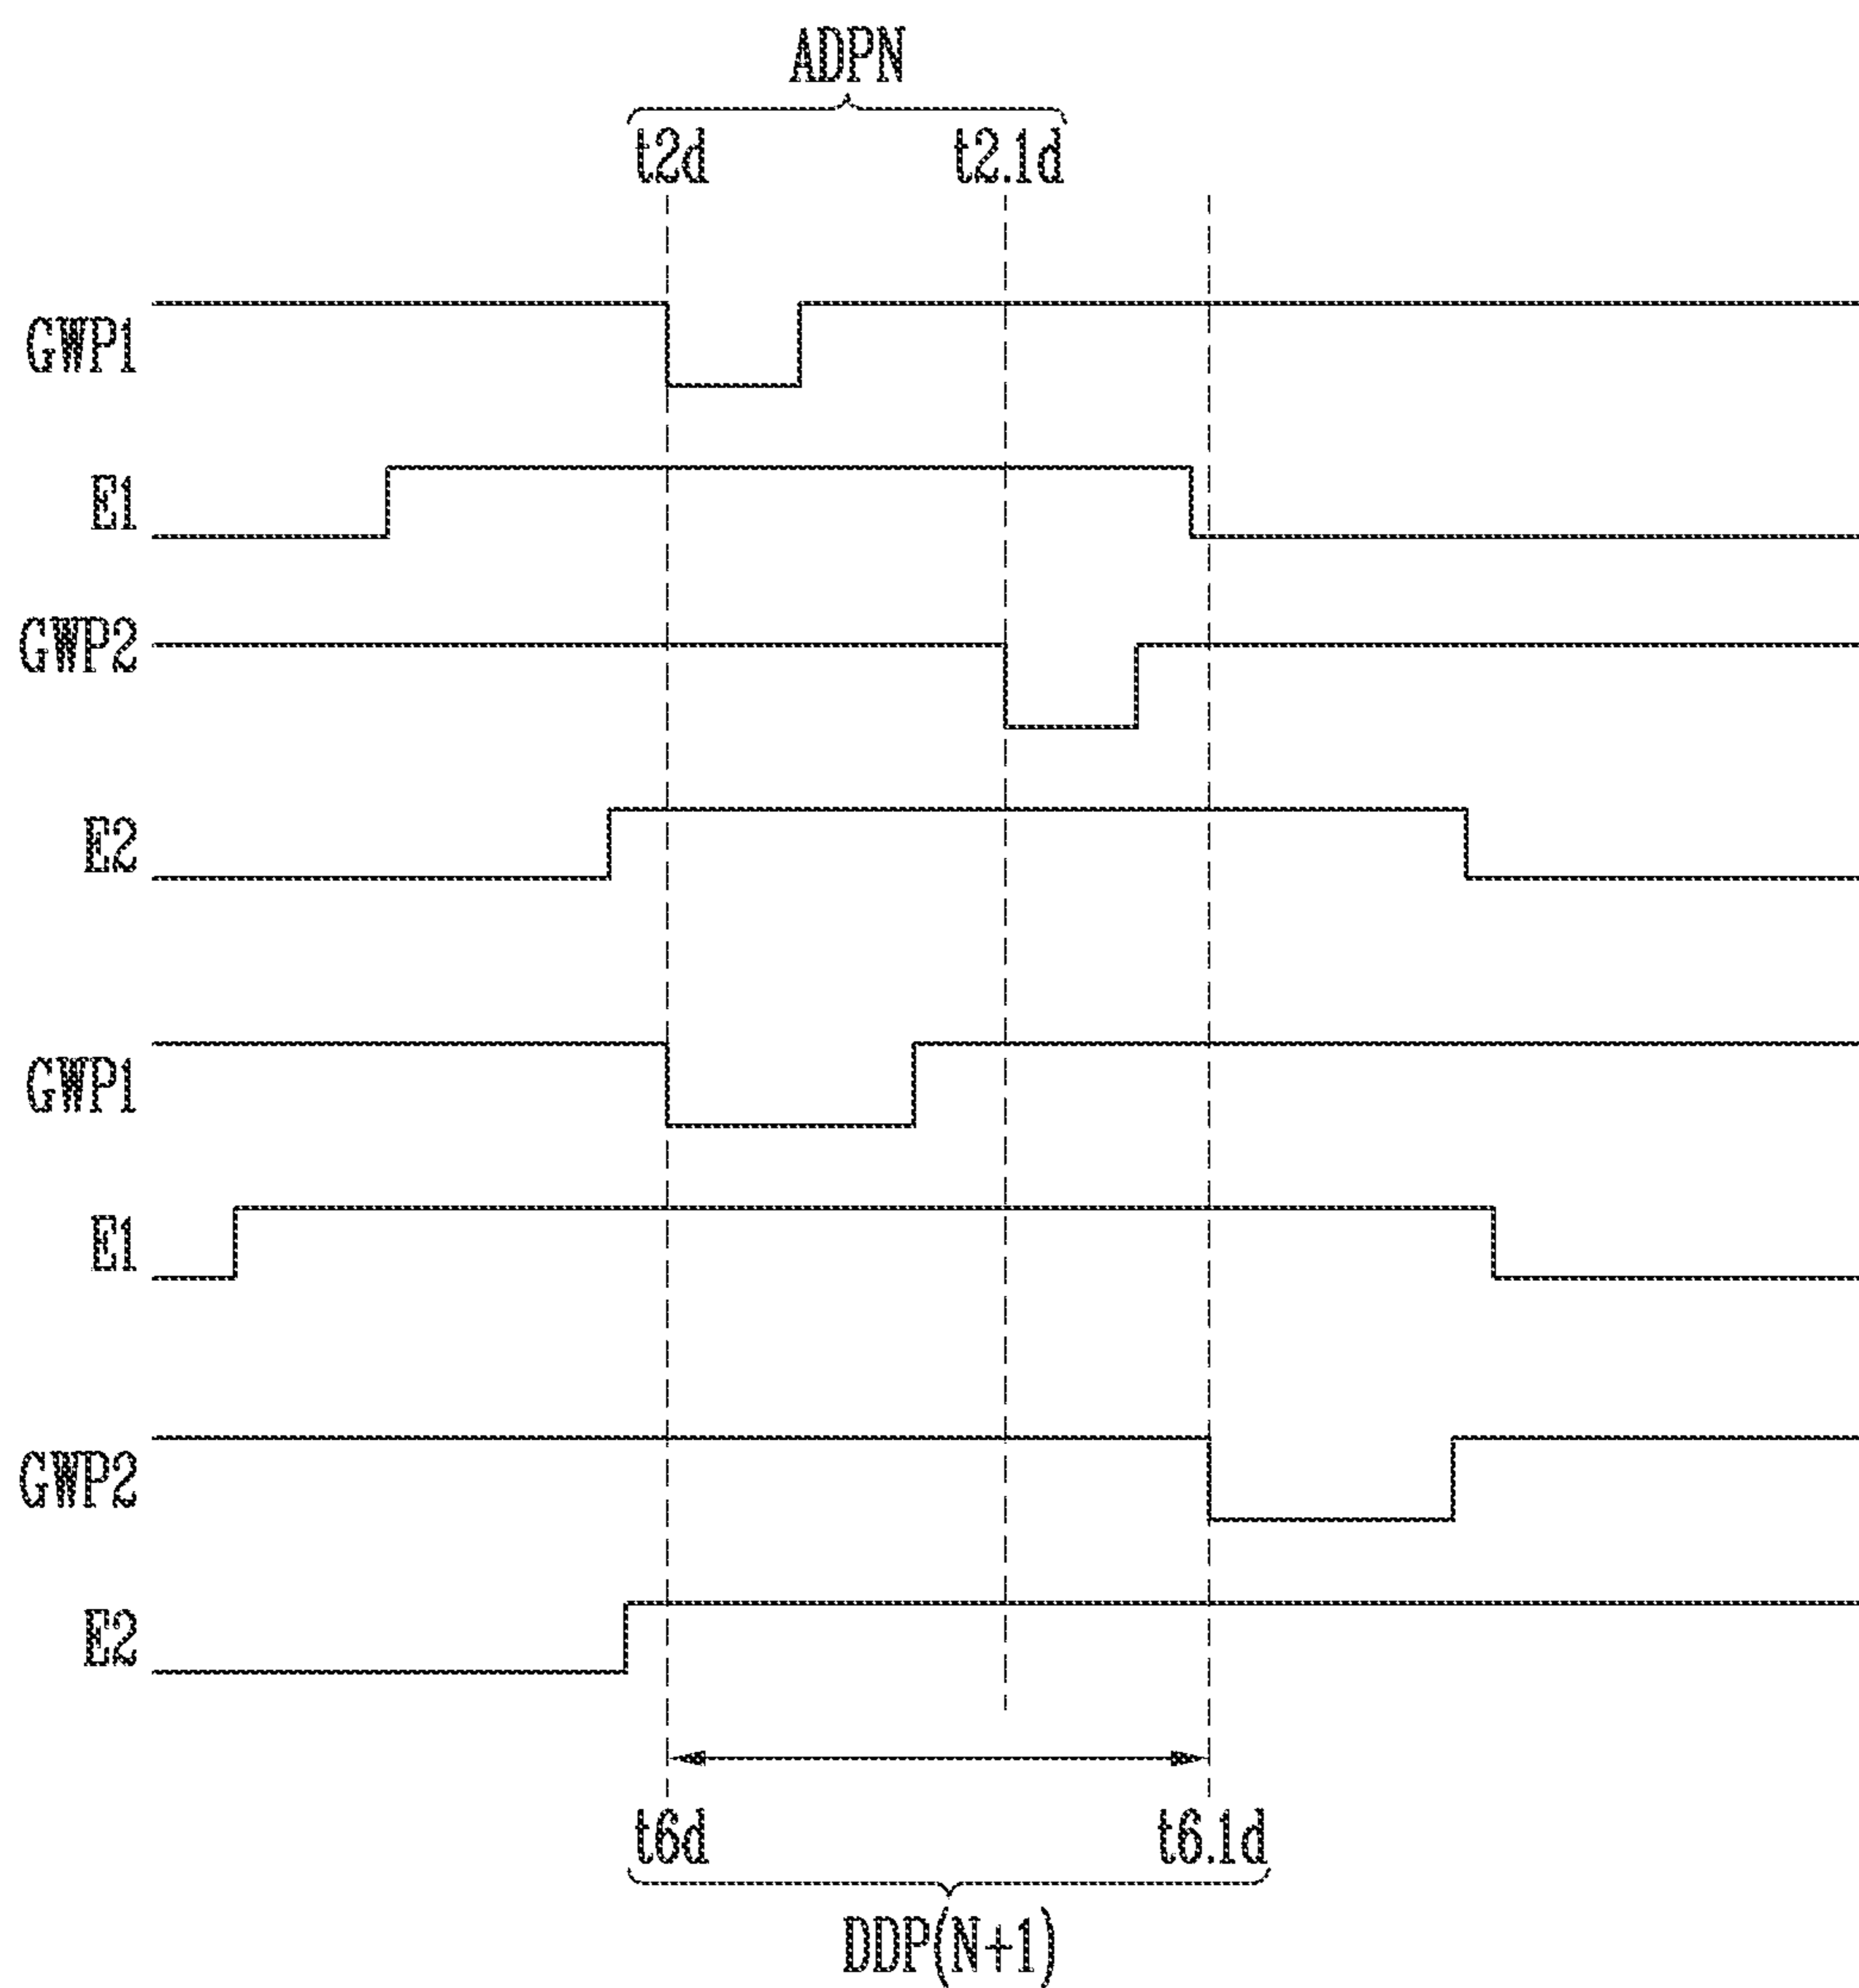 ADPN
t2d t2.1d
GWP1
E1
GWP2
E2
GWP1
E1
GWP2
E2
t6d t6.1d
DDP(N+1)